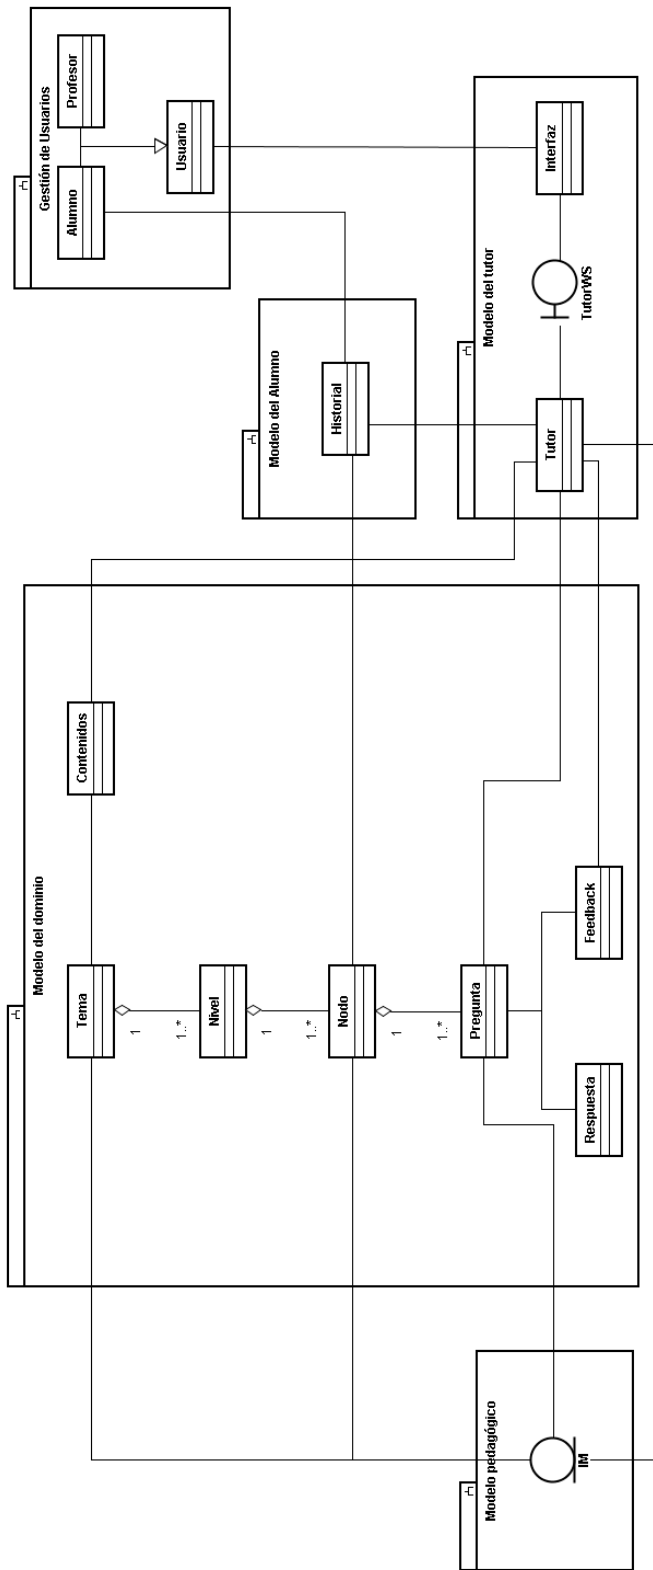 Gestión de Usuarios
Profesor
Alumno
Usuario
Modelo del Alumno
Historial
Modelo del tutor
Interfaz
TutorWS
Tutor
Modelo del dominio
Contenidos
Tema
1
1..*
Nivel
1
1..*
Nodo
1
1..*
Pregunta
Feedback
Respuesta
Modelo pedagógico
IM